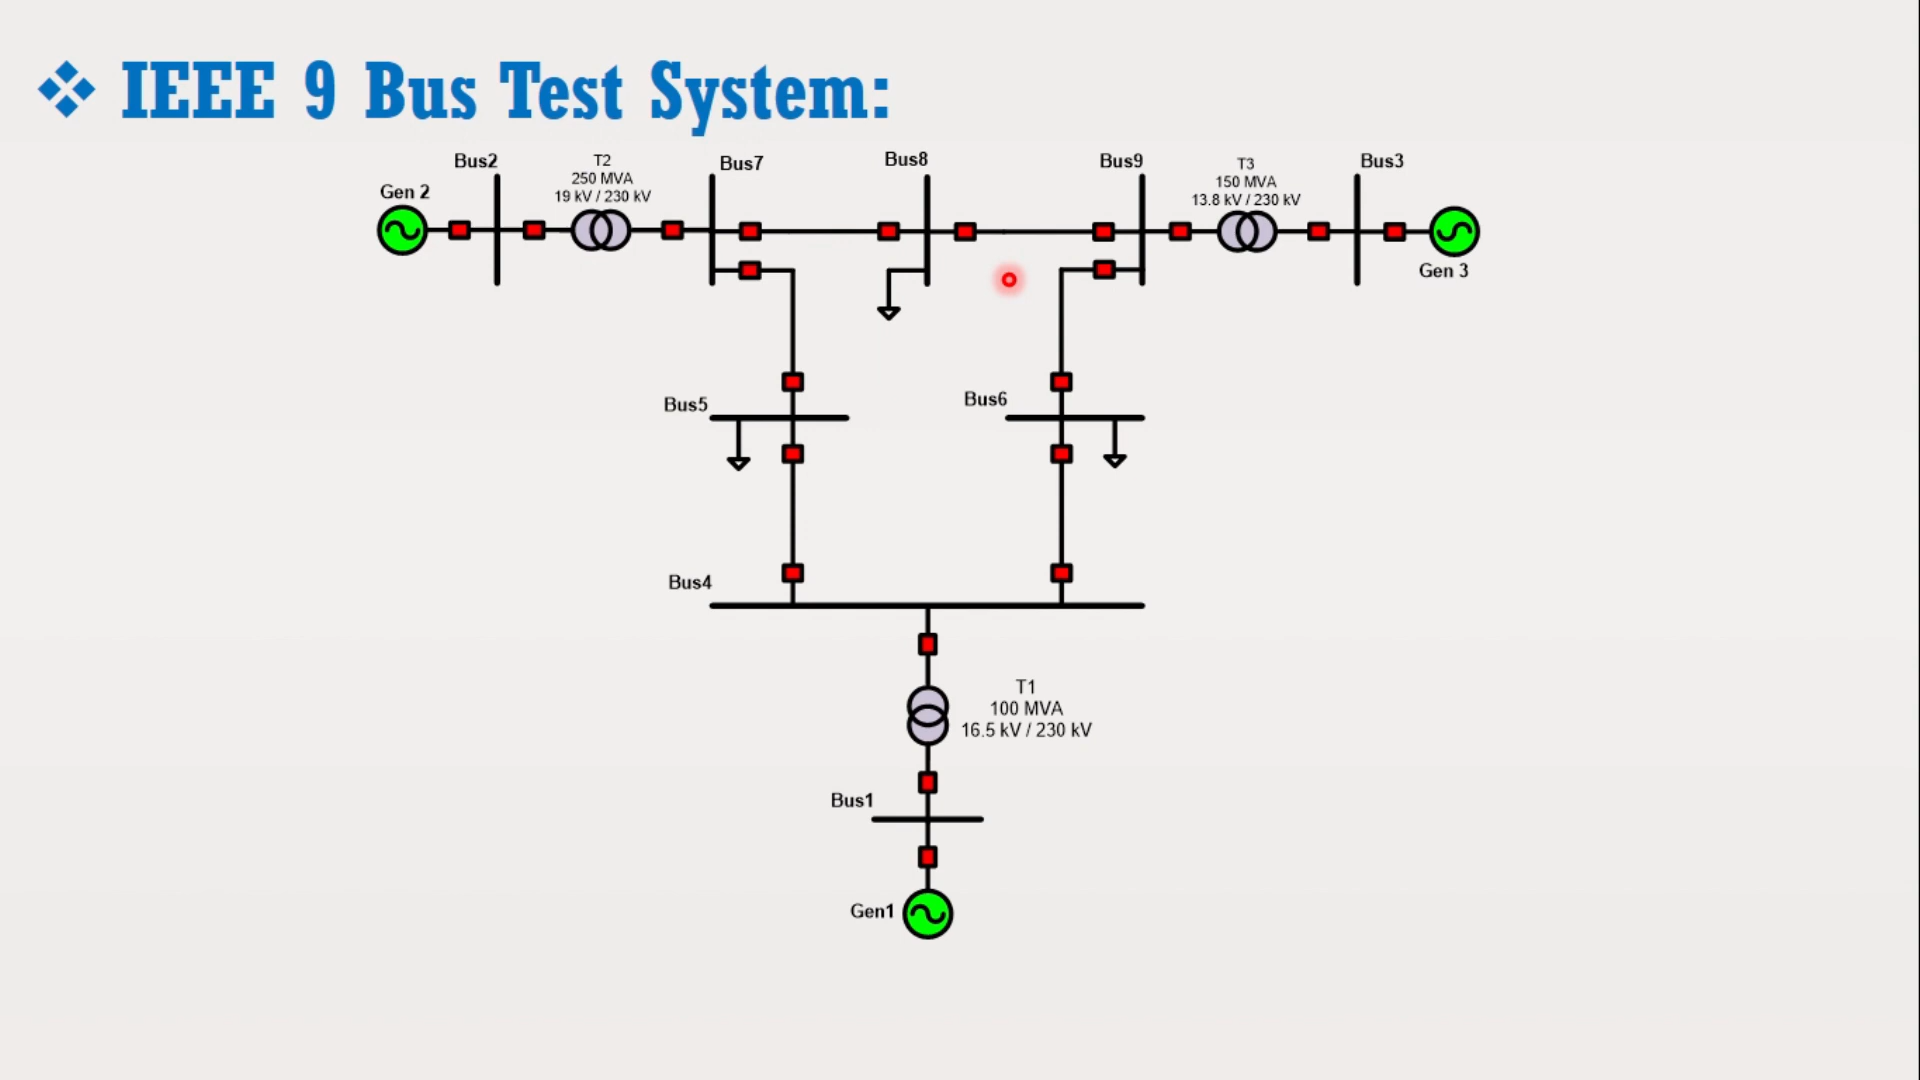 IEEE 9 Bus Test System:
Bus2
T2
250 MVA
19 kV / 230 kV
Bus7
Bus8
Bus9
T3
150 MVA
13.8 kV / 230 kV
Bus3
Gen 2
Gen 3
Bus5
Bus6
Bus4
T1
100 MVA
16.5 kV / 230 kV
Bus1
Gen1